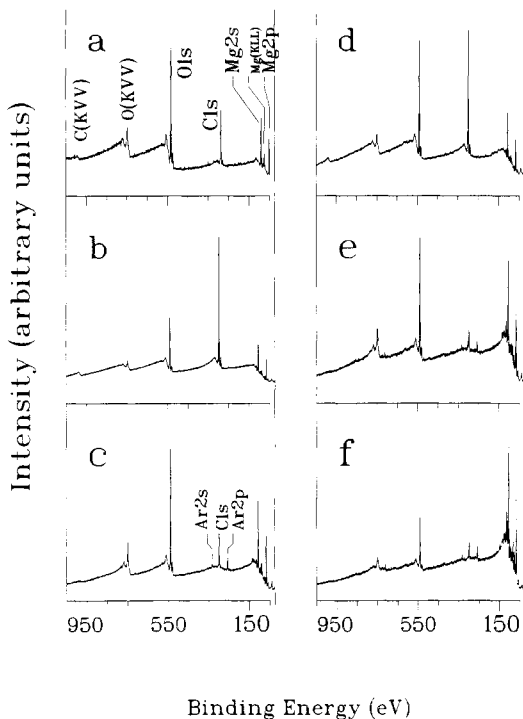 Intensity (arbitrary units)
a
C(KVV)
O(KVV)
O1s
C1s
Mg2s
Mg(KLL)
Mg2p
b
c
Ar2s
C1s
Ar2p
950
550
150
d
e
f
950
550
150
Binding Energy (eV)